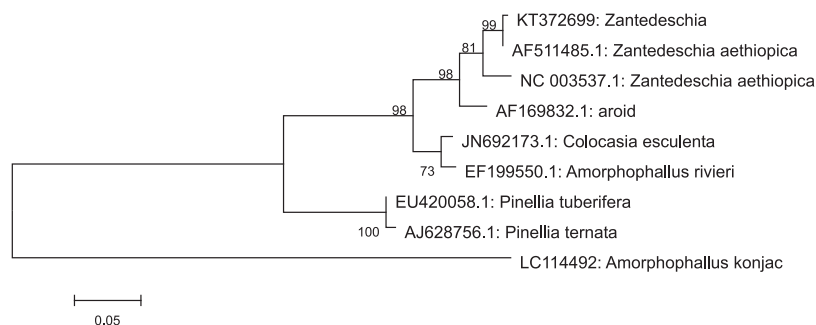 99
KT372699: Zantedeschia
81
AF511485.1: Zantedeschia aethiopica
98
NC 003537.1: Zantedeschia aethiopica
98
AF169832.1: aroid
JN692173.1: Colocasia esculenta
73
EF199550.1: Amorphophallus rivieri
EU420058.1: Pinellia tuberifera
100
AJ628756.1: Pinellia ternata
LC114492: Amorphophallus konjac
0.05